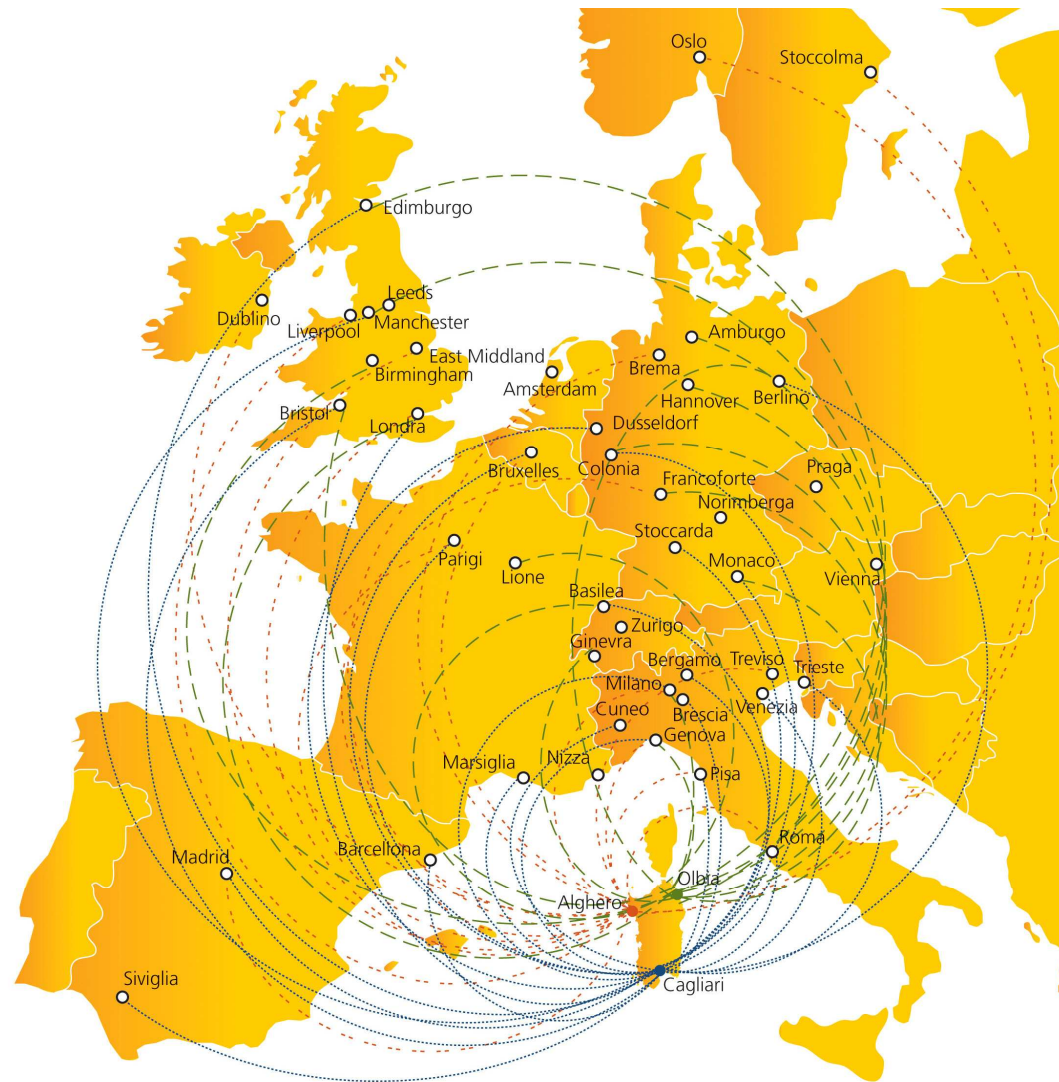 Oslo
Stoccolma
Edimburgo
Leeds
Dublino
Liverpool
Manchester
Amburgo
East Middland
Birmingham
Brema
Amsterdam
Hannover
Berlino
Bristol
Londra
Dusseldorf
Bruxelles
Colonia
Praga
Francoforte
Norimberga
Stoccarda
Parigi
Lione
Monaco
Vienna
Basilea
Zurigo
Ginevra
Bergamo
Treviso
Trieste
Milano
Venezia
Cuneo
Brescia
Genova
Marsiglia
Nizza
Pisa
Roma
Madrid
Barcellona
Olbia
Alghero
Siviglia
Cagliari